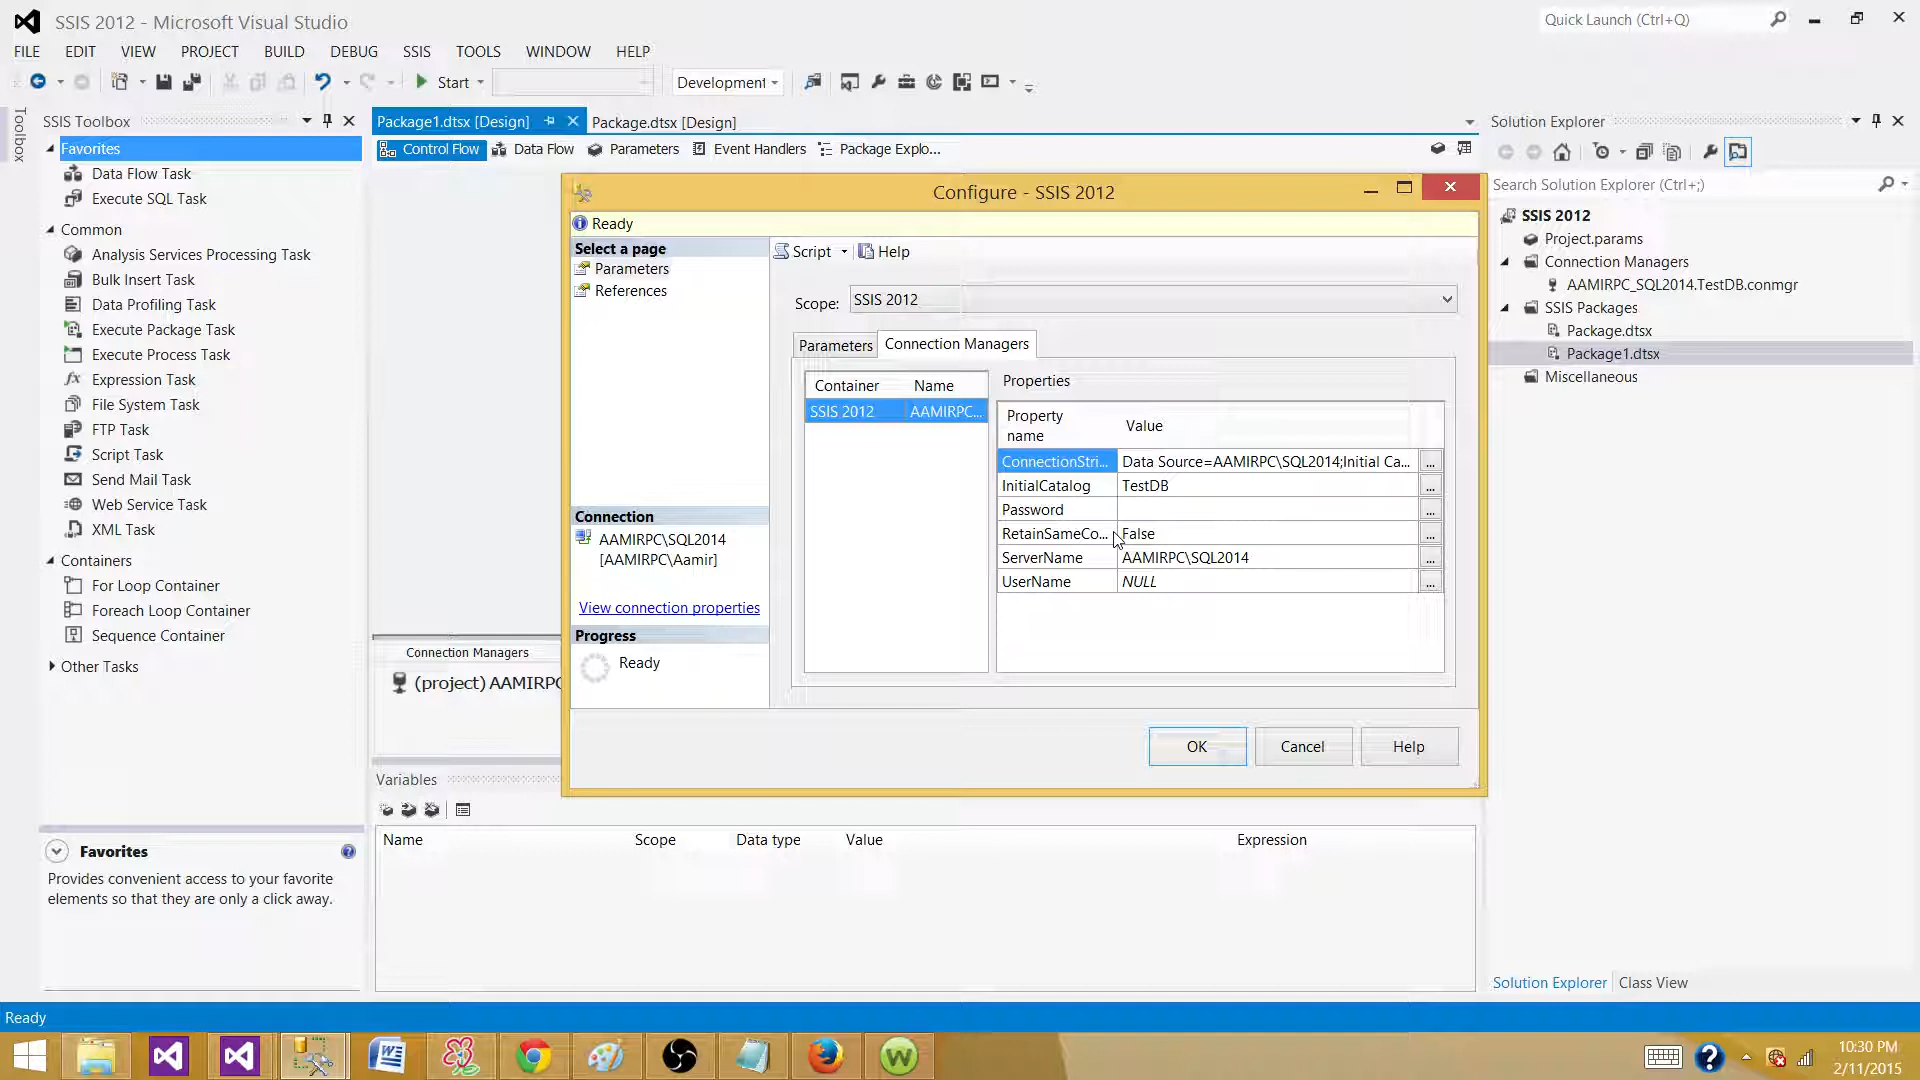 SSIS 2012 - Microsoft Visual Studio
Quick Launch (Ctrl+Q)
FILE EDIT VIEW PROJECT BUILD DEBUG SSIS TOOLS WINDOW HELP
Start
Development
Toolbox
SSIS Toolbox
Favorites
Data Flow Task
Execute SQL Task
Common
Analysis Services Processing Task
Bulk Insert Task
Data Profiling Task
Execute Package Task
Execute Process Task
Expression Task
File System Task
FTP Task
Script Task
Send Mail Task
Web Service Task
XML Task
Containers
For Loop Container
Foreach Loop Container
Sequence Container
Other Tasks
Favorites
Provides convenient access to your favorite
elements so that they are only a click away.
Package1.dtsx [Design]
Package.dtsx [Design]
Control Flow
Data Flow
Parameters
Event Handlers
Package Explo...
Connection Managers
(project) AAMIRPC
Variables
Name Scope Data type Value Expression
Configure - SSIS 2012
Ready
Select a page
Parameters
References
Connection
AAMIRPC\SQL2014
[AAMIRPC\Aamir]
View connection properties
Progress
Ready
Script
Help
Scope: SSIS 2012
Parameters
Connection Managers
Container Name
SSIS 2012 AAMIRPC...
Properties
Property
name
Value
ConnectionStri... Data Source=AAMIRPC\SQL2014;Initial Ca... ...
InitialCatalog TestDB ...
Password ...
RetainSameCo... False ...
ServerName AAMIRPC\SQL2014 ...
UserName NULL ...
OK
Cancel
Help
Solution Explorer
Search Solution Explorer (Ctrl+;)
SSIS 2012
Project.params
Connection Managers
AAMIRPC_SQL2014.TestDB.conmgr
SSIS Packages
Package.dtsx
Package1.dtsx
Miscellaneous
Solution Explorer
Class View
Ready
10:30 PM
2/11/2015